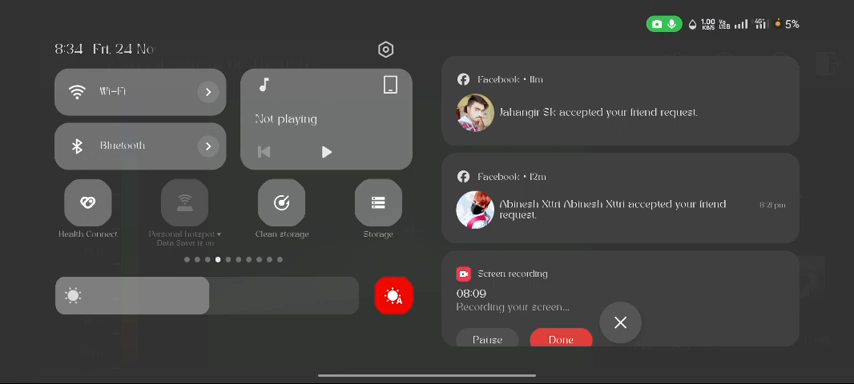 1.00 KB/S 4G 5%
8:34 Fri, 24 No
Wi-Fi
Bluetooth
Not playing
Health Connect
Personal hotspot
Data Saver is on
Clean storage
Storage
A
Facebook • 11m
Jahangir Sk accepted your friend request.
Facebook • 12m
Abinesh Xttri Abinesh Xttri accepted your friend
request.
8:21 pm
Screen recording
08:09
Recording your screen...
Pause
Done